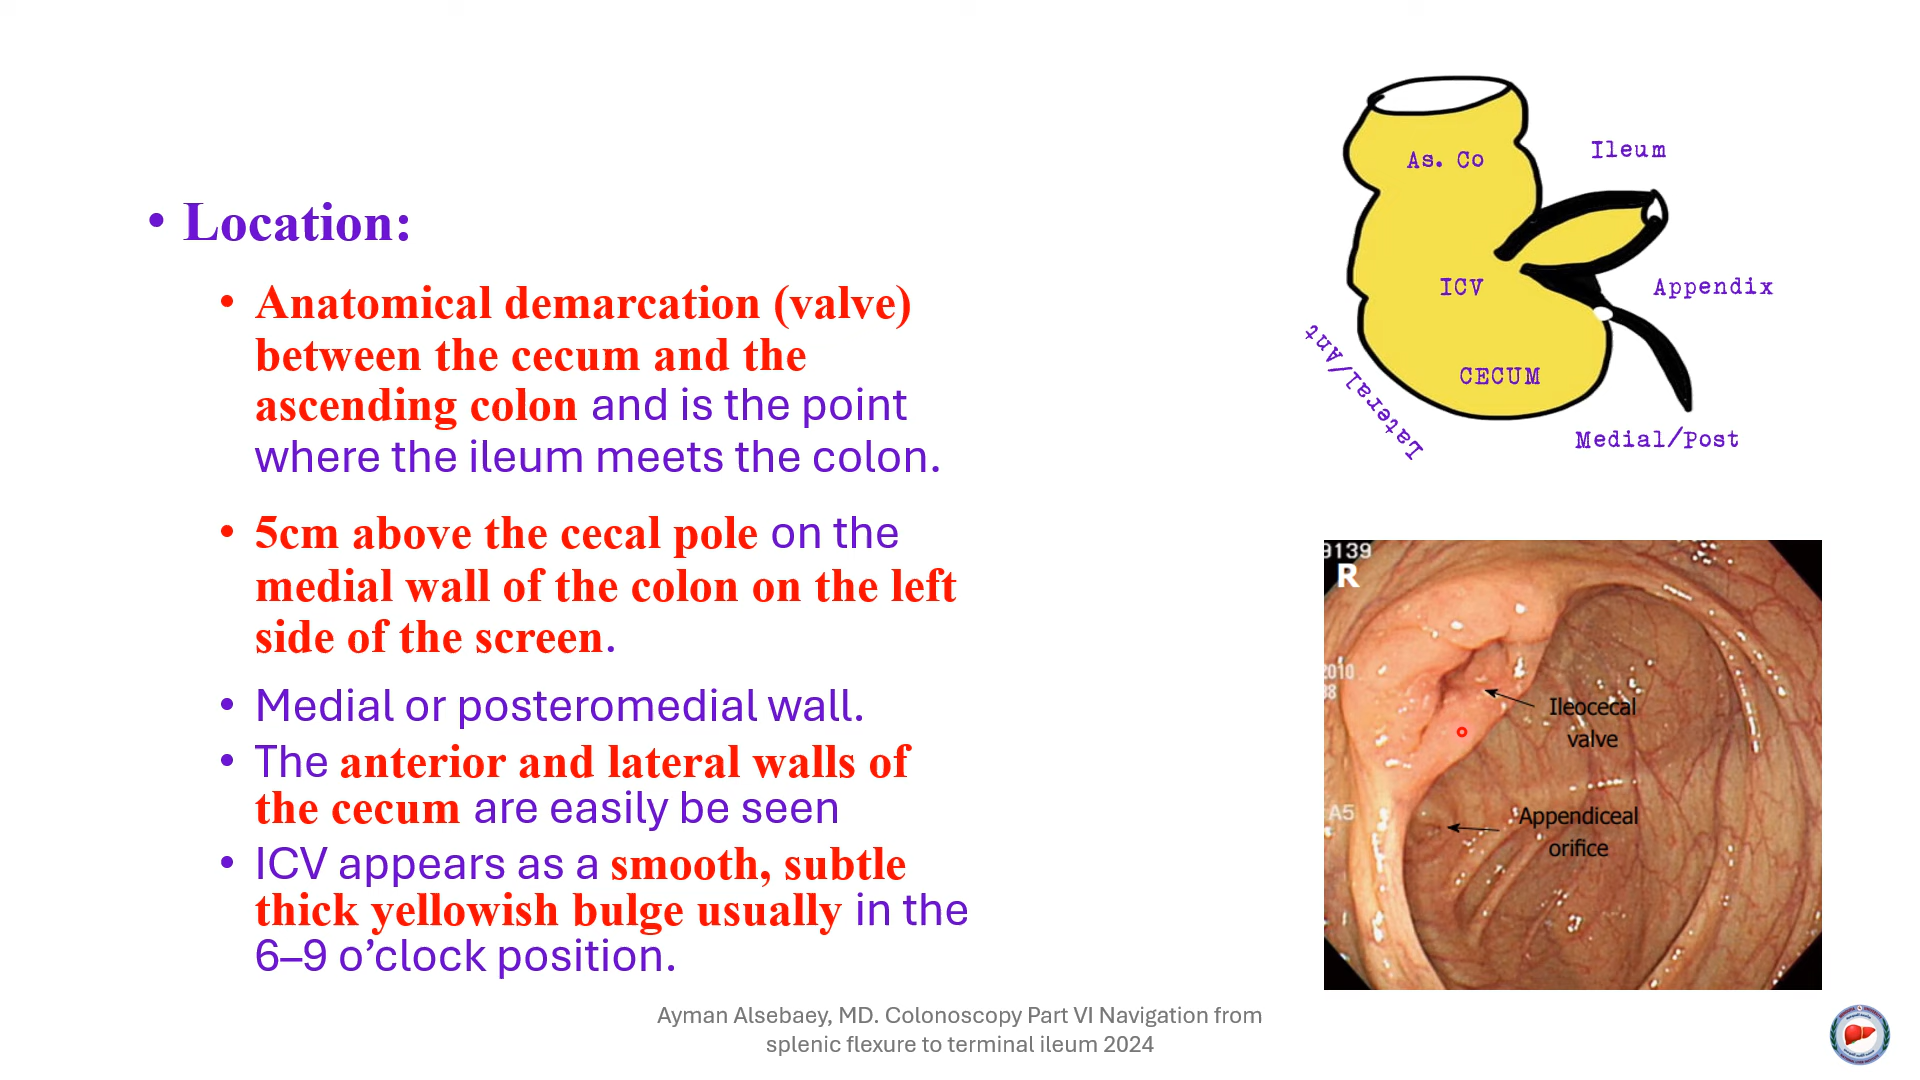 • Location:
• Anatomical demarcation (valve)
between the cecum and the
ascending colon and is the point
where the ileum meets the colon.
• 5cm above the cecal pole on the
medial wall of the colon on the left
side of the screen.
• Medial or posteromedial wall.
• The anterior and lateral walls of
the cecum are easily be seen
• ICV appears as a smooth, subtle
thick yellowish bulge usually in the
6–9 o’clock position.
As. Co
Ileum
ICV
Appendix
CECUM
Lateral/Ant
Medial/Post
9139
R
2010
Ileocecal
valve
A5
Appendiceal
orifice
Ayman Alsebaey, MD. Colonoscopy Part VI Navigation from
splenic flexure to terminal ileum 2024